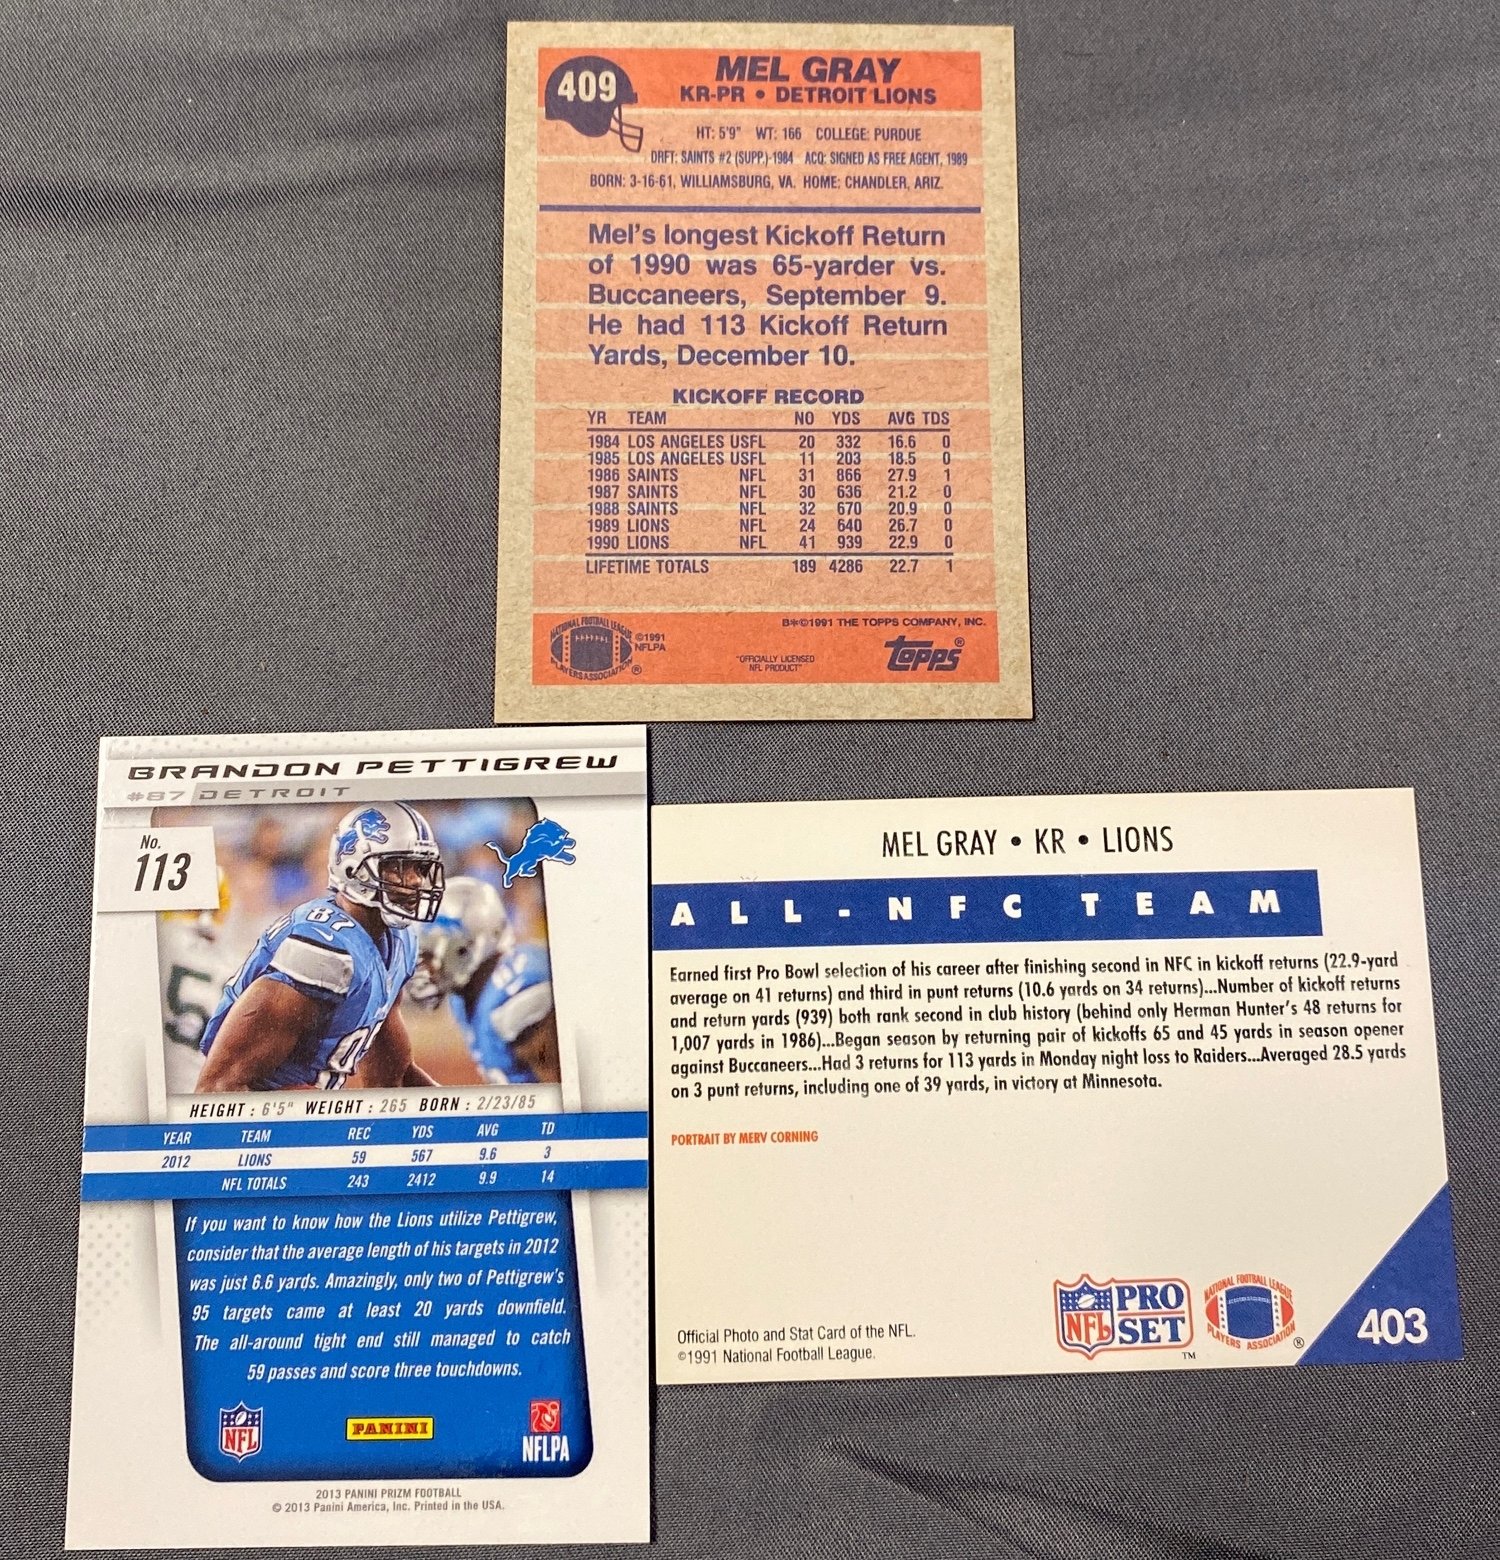 409
MEL GRAY
KR-PR • DETROIT LIONS
HT: 5'9" WT: 166 COLLEGE: PURDUE
DRFT: SAINTS #2 (SUPP.)-1984 ACQ: SIGNED AS FREE AGENT, 1989
BORN: 3-16-61, WILLIAMSBURG, VA. HOME: CHANDLER, ARIZ.
Mel's longest Kickoff Return
of 1990 was 65-yarder vs.
Buccaneers, September 9.
He had 113 Kickoff Return
Yards, December 10.
KICKOFF RECORD
YR TEAM NO YDS AVG TDS
1984 LOS ANGELES USFL 20 332 16.6 0
1985 LOS ANGELES USFL 11 203 18.5 0
1986 SAINTS NFL 31 866 27.9 1
1987 SAINTS NFL 30 636 21.2 0
1988 SAINTS NFL 32 670 20.9 0
1989 LIONS NFL 24 640 26.7 0
1990 LIONS NFL 41 939 22.9 0
LIFETIME TOTALS 189 4286 22.7 1
NATIONAL FOOTBALL LEAGUE
PLAYERS ASSOCIATION
®
©1991
NFLPA
"OFFICIALLY LICENSED
NFL PRODUCT"
B*©1991 THE TOPPS COMPANY, INC.
topps®
BRANDON PETTIGREW
#87 DETROIT
No.
113
87
5
HEIGHT : 6'5" WEIGHT : 265 BORN : 2/23/85
YEAR TEAM REC YDS AVG TD
2012 LIONS 59 567 9.6 3
NFL TOTALS 243 2412 9.9 14
If you want to know how the Lions utilize Pettigrew,
consider that the average length of his targets in 2012
was just 6.6 yards. Amazingly, only two of Pettigrew's
95 targets came at least 20 yards downfield.
The all-around tight end still managed to catch
59 passes and score three touchdowns.
NFL
PANINI
NFLPA
2013 PANINI PRIZM FOOTBALL
© 2013 Panini America, Inc. Printed in the USA.
MEL GRAY • KR • LIONS
ALL-NFC TEAM
Earned first Pro Bowl selection of his career after finishing second in NFC in kickoff returns (22.9-yard
average on 41 returns) and third in punt returns (10.6 yards on 34 returns)...Number of kickoff returns
and return yards (939) both rank second in club history (behind only Herman Hunter's 48 returns for
1,007 yards in 1986)...Began season by returning pair of kickoffs 65 and 45 yards in season opener
against Buccaneers...Had 3 returns for 113 yards in Monday night loss to Raiders...Averaged 28.5 yards
on 3 punt returns, including one of 39 yards, in victory at Minnesota.
PORTRAIT BY MERV CORNING
Official Photo and Stat Card of the NFL.
©1991 National Football League.
NFL PRO SET
TM
NATIONAL FOOTBALL LEAGUE
PLAYERS ASSOCIATION
®
403